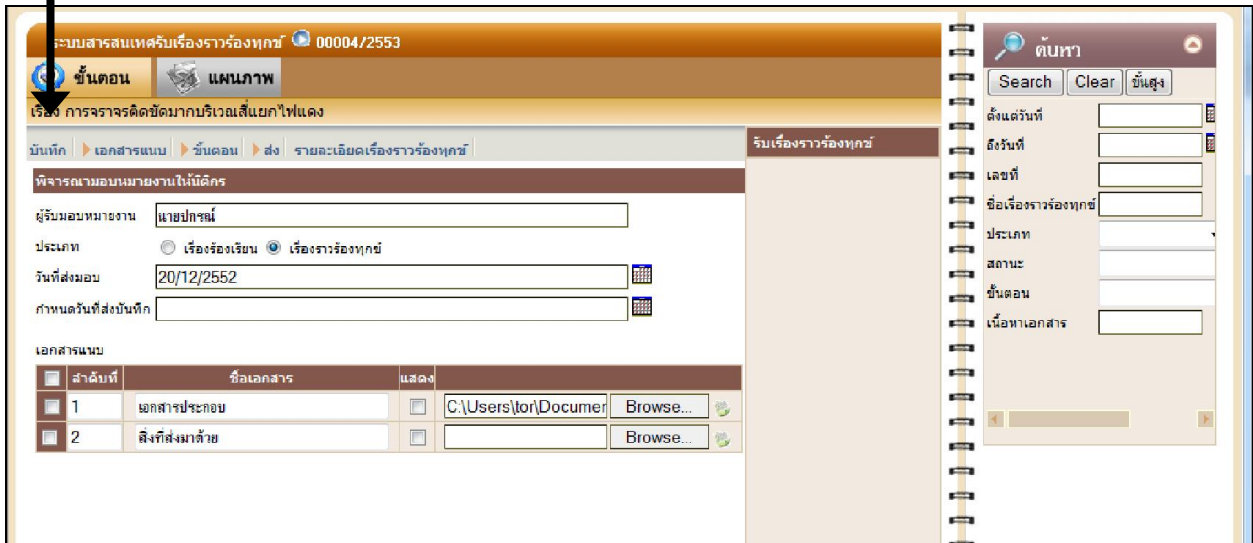 ระบบสารสนเทศรับเรื่องราวร้องทุกข์ 00004/2553
ขั้นตอน แผนภาพ
เรื่อง การจราจรติดขัดมากบริเวณสี่แยกไฟแดง
บันทึก เอกสารแนบ ขั้นตอน ส่ง รายละเอียดเรื่องราวร้องทุกข์
พิจารณามอบหมายงานให้นิติกร
ผู้รับมอบหมายงาน นายปกรณ์
ประเภท เรื่องร้องเรียน เรื่องราวร้องทุกข์
วันที่ส่งมอบ 20/12/2552
กำหนดวันที่ส่งบันทึก
เอกสารแนบ
ลำดับที่ ชื่อเอกสาร แสดง
1 เอกสารประกอบ C:\Users\tor\Documer Browse...
2 สิ่งที่ส่งมาด้วย Browse...
รับเรื่องราวร้องทุกข์
ค้นหา
Search Clear ขั้นสูง
ตั้งแต่วันที่
ถึงวันที่
เลขที่
ชื่อเรื่องราวร้องทุกข์
ประเภท
สถานะ
ขั้นตอน
เนื้อหาเอกสาร